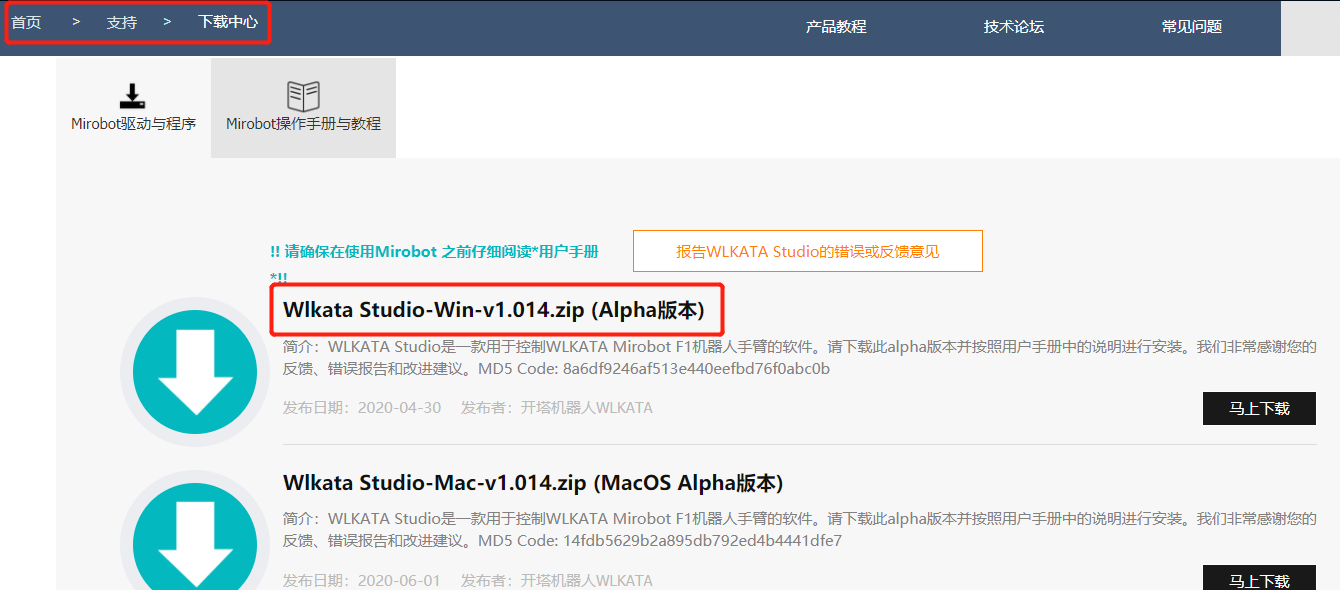 首页 > 支持 > 下载中心 产品教程 技术论坛 常见问题
Mirobot驱动与程序 Mirobot操作手册与教程
!! 请确保在使用Mirobot 之前仔细阅读*用户手册
*!!
报告WLKATA Studio的错误或反馈意见
Wlkata Studio-Win-v1.014.zip (Alpha版本)
简介：WLKATA Studio是一款用于控制WLKATA Mirobot F1机器人手臂的软件。请下载此alpha版本并按照用户手册中的说明进行安装。我们非常感谢您的
反馈、错误报告和改进建议。MD5 Code: 8a6df9246af513e440eefbd76f0abc0b
发布日期：2020-04-30 发布者：开塔机器人WLKATA
马上下载
Wlkata Studio-Mac-v1.014.zip (MacOS Alpha版本)
简介：WLKATA Studio是一款用于控制WLKATA Mirobot F1机器人手臂的软件。请下载此alpha版本并按照用户手册中的说明进行安装。我们非常感谢您的
反馈、错误报告和改进建议。MD5 Code: 14fdb5629b2a895db792ed4b4441dfe7
发布日期：2020-06-01 发布者：开塔机器人WLKATA
马上下载